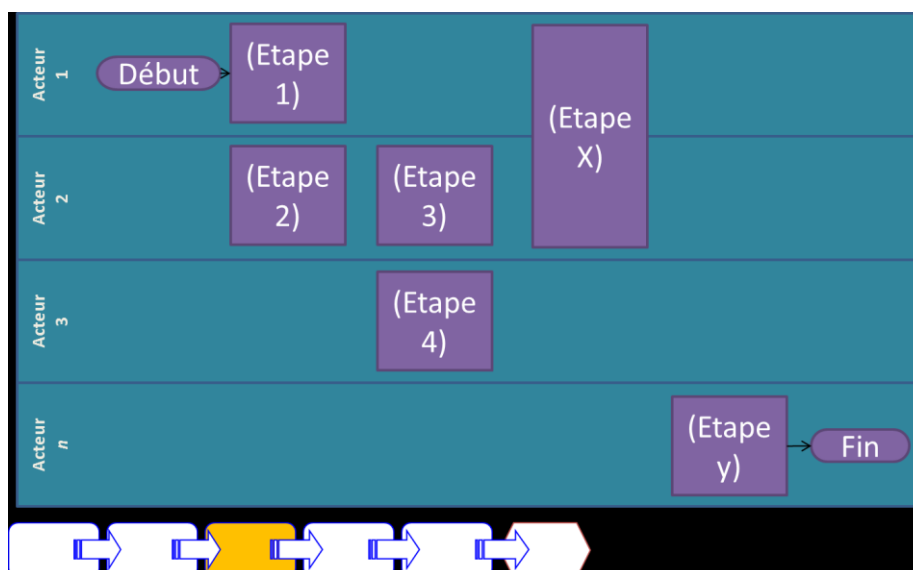 Acteur
1
Début
(Etape
1)
(Etape
X)
Acteur
2
(Etape
2)
(Etape
3)
Acteur
3
(Etape
4)
Acteur
n
(Etape
y)
Fin